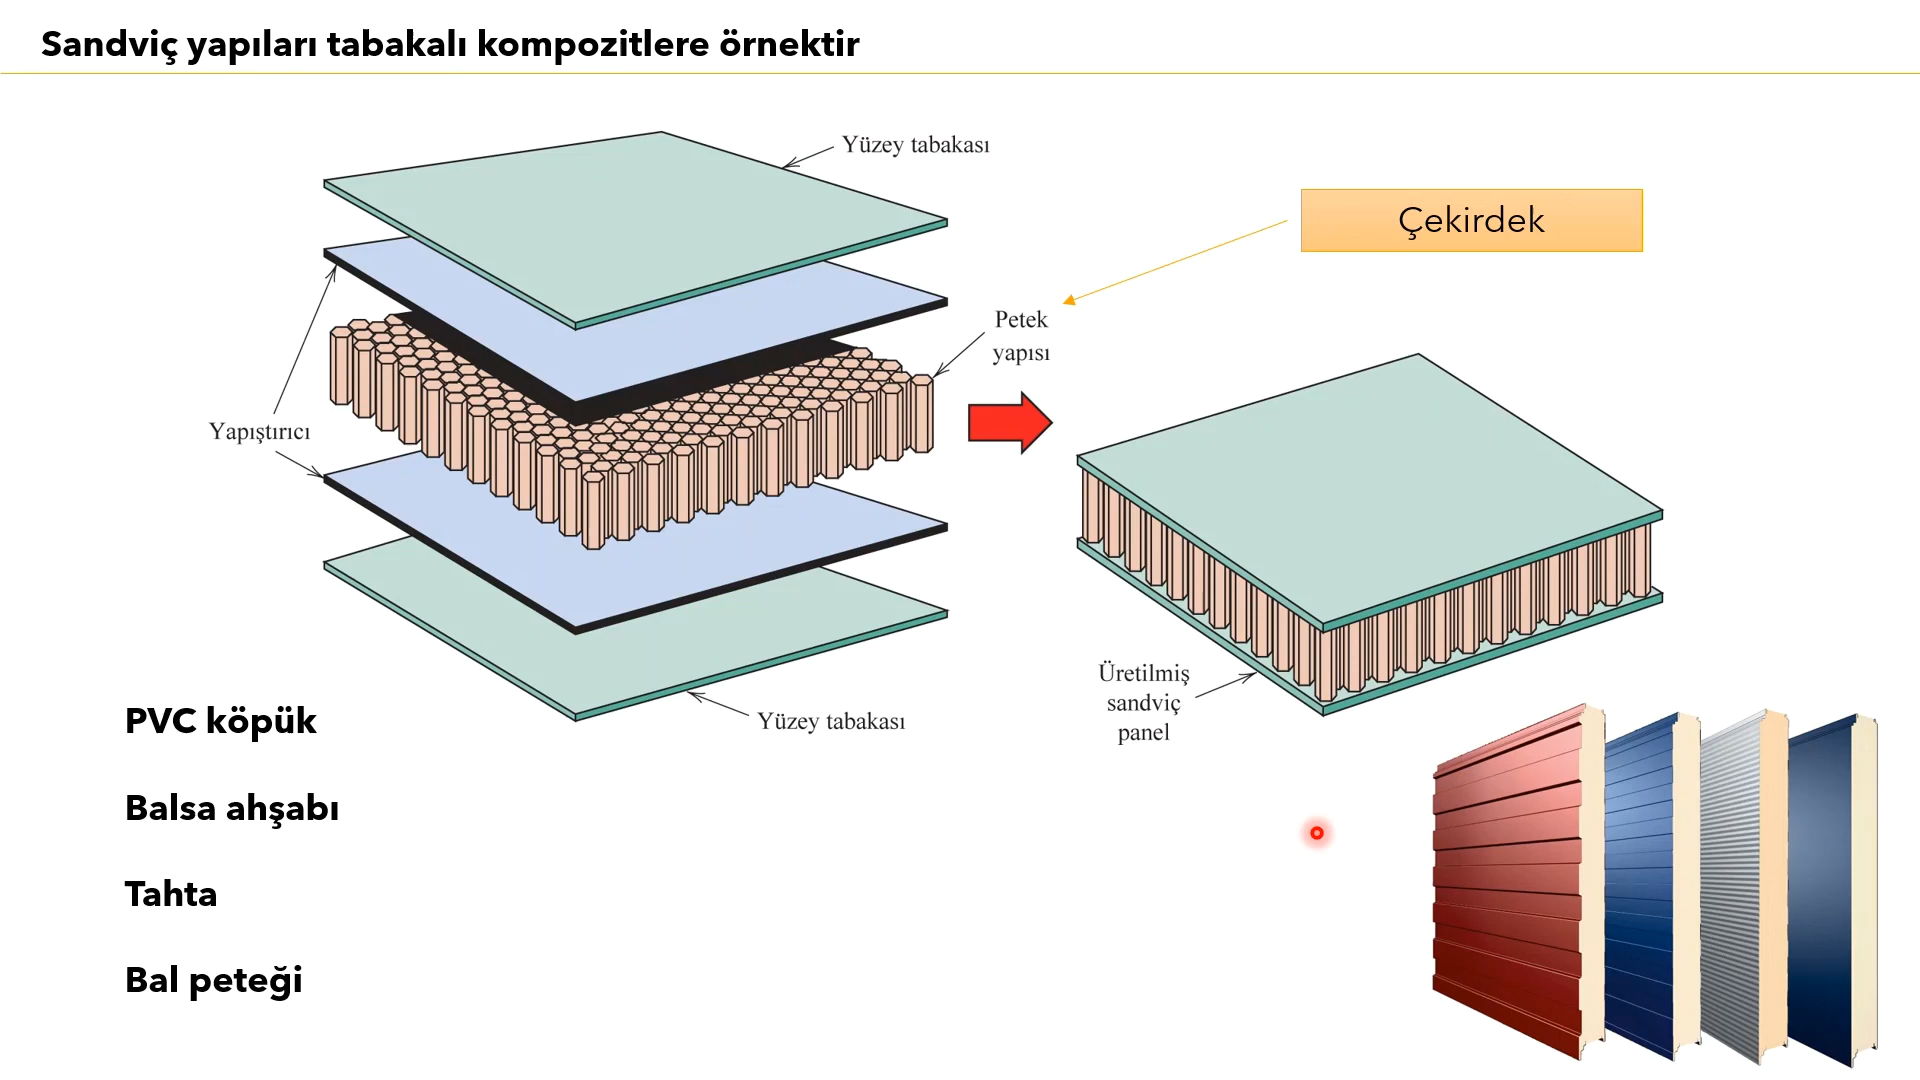 Sandviç yapıları tabakalı kompozitlere örnektir
Yüzey tabakası
Çekirdek
Petek
yapısı
Yapıştırıcı
Üretilmiş
sandviç
panel
Yüzey tabakası
PVC köpük
Balsa ahşabı
Tahta
Bal peteği